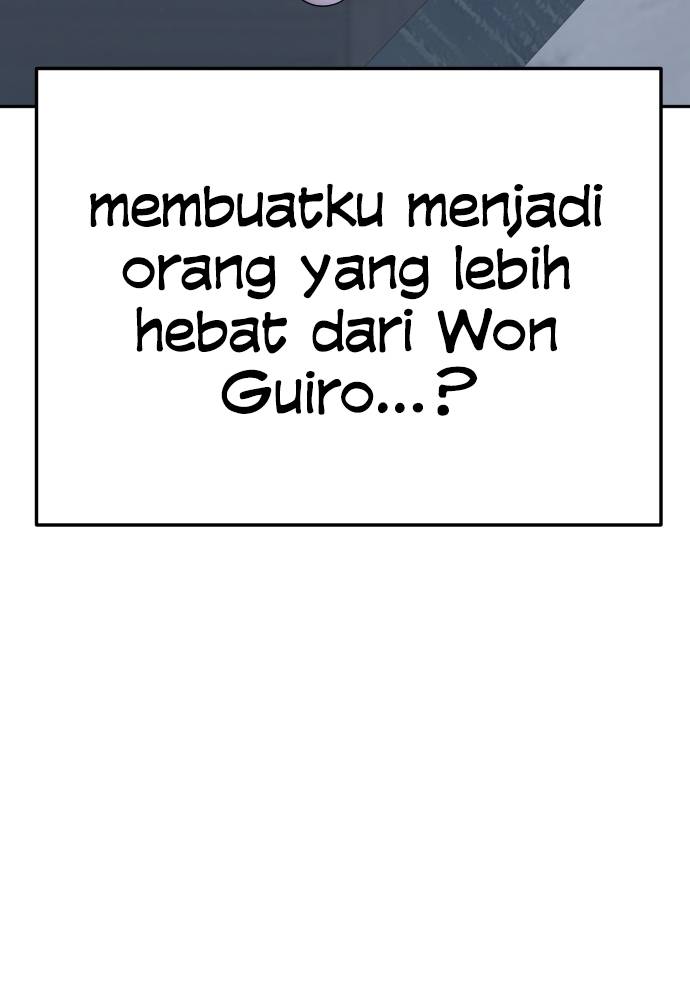 membuatku menjadi
orang yang lebih
hebat dari Won
Guiro...?